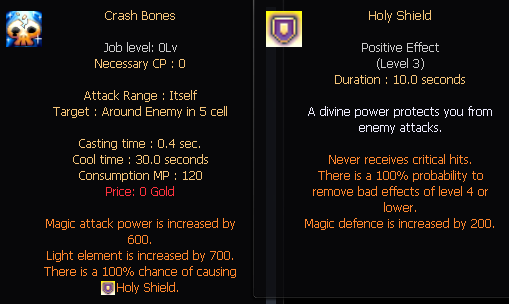 Crash Bones
Job level: 0Lv
Necessary CP : 0
Attack Range : Itself
Target : Around Enemy in 5 cell
Casting time : 0.4 sec.
Cool time : 30.0 seconds
Consumption MP : 120
Price: 0 Gold
Magic attack power is increased by
600.
Light element is increased by 700.
There is a 100% chance of causing
Holy Shield.
Holy Shield
Positive Effect
(Level 3)
Duration : 10.0 seconds
A divine power protects you from
enemy attacks.
Never receives critical hits.
There is a 100% probability to
remove bad effects of level 4 or
lower.
Magic defence is increased by 200.